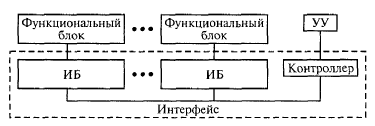 Функциональный
блок
Функциональный
блок
УУ
ИБ
ИБ
Контроллер
Интерфейс